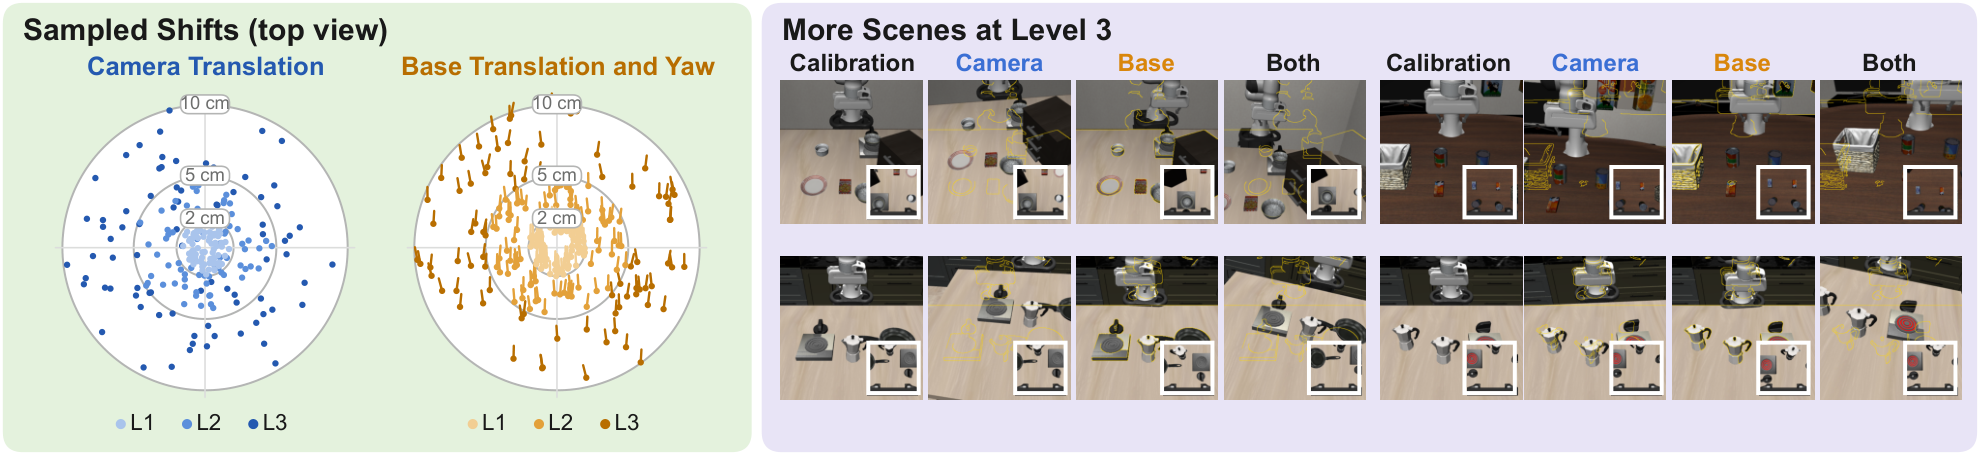 Sampled Shifts (top view)
Camera Translation
10 cm
5 cm
2 cm
L1
L2
L3
Base Translation and Yaw
10 cm
5 cm
2 cm
L1
L2
L3
More Scenes at Level 3
Calibration
Camera
Base
Both
Calibration
Camera
Base
Both